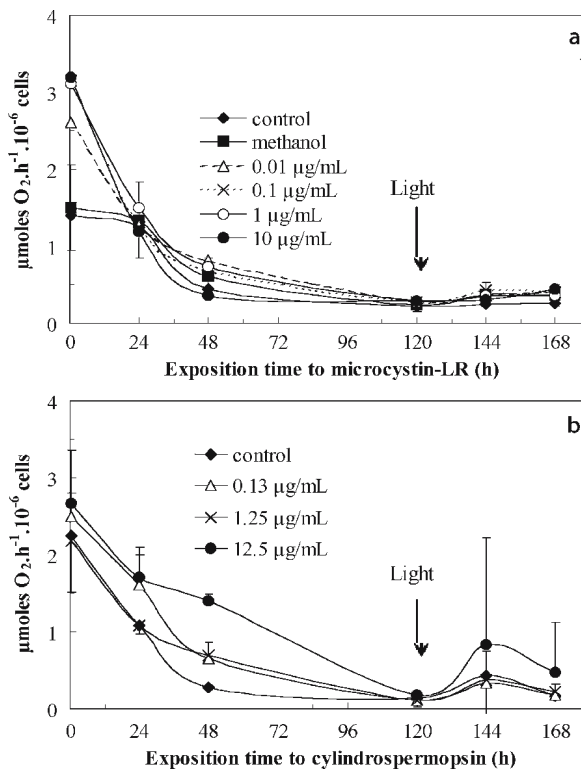 4
3
2
1
0
µmoles O₂.h⁻¹.10⁻⁶ cells
a
control
methanol
0.01 µg/mL
0.1 µg/mL
1 µg/mL
10 µg/mL
Light
0 24 48 72 96 120 144 168
Exposition time to microcystin-LR (h)
4
3
2
1
0
µmoles O₂.h⁻¹.10⁻⁶ cells
b
control
0.13 µg/mL
1.25 µg/mL
12.5 µg/mL
Light
0 24 48 72 96 120 144 168
Exposition time to cylindrospermopsin (h)